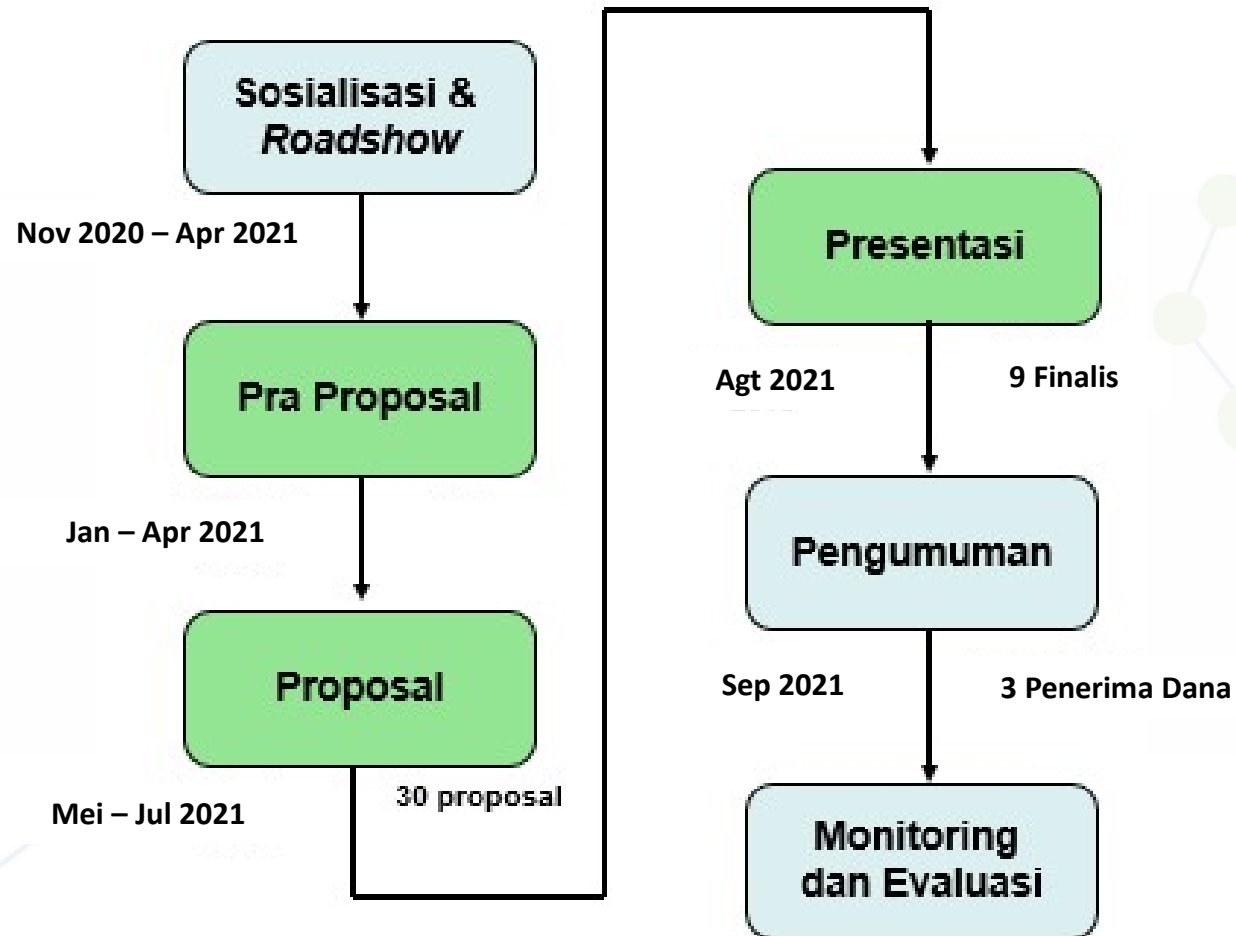 Sosialisasi &
Roadshow
Nov 2020 – Apr 2021
Pra Proposal
Jan – Apr 2021
Proposal
Mei – Jul 2021
30 proposal
Presentasi
Agt 2021
9 Finalis
Pengumuman
Sep 2021
3 Penerima Dana
Monitoring
dan Evaluasi